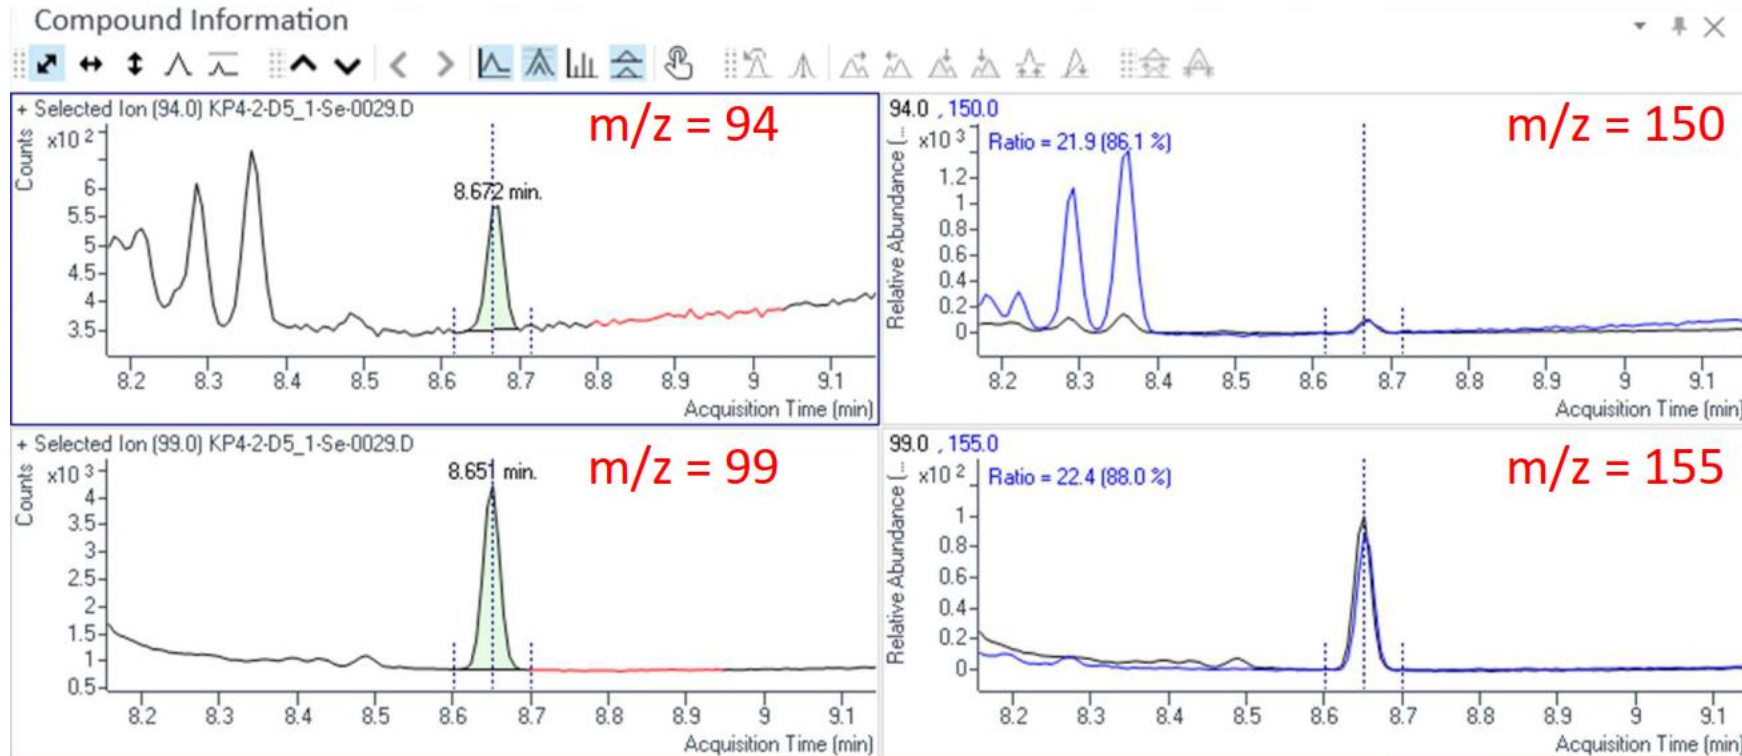 Compound Information
+ Selected Ion (94.0) KP4-2-D5_1-Se-0029.D
m/z = 94
Counts
x10 2
8.672 min.
6
5.5
5
4.5
4
3.5
8.2 8.3 8.4 8.5 8.6 8.7 8.8 8.9 9 9.1
Acquisition Time (min)
94.0 , 150.0
m/z = 150
Relative Abundance (...
x10 3
Ratio = 21.9 (86.1 %)
1.2
1
0.8
0.6
0.4
0.2
0
8.2 8.3 8.4 8.5 8.6 8.7 8.8 8.9 9 9.1
Acquisition Time (min)
+ Selected Ion (99.0) KP4-2-D5_1-Se-0029.D
m/z = 99
Counts
x10 3
8.651 min.
4
3.5
3
2.5
2
1.5
1
0.5
8.2 8.3 8.4 8.5 8.6 8.7 8.8 8.9 9 9.1
Acquisition Time (min)
99.0 , 155.0
m/z = 155
Relative Abundance (...
x10 2
Ratio = 22.4 (88.0 %)
1
0.8
0.6
0.4
0.2
0
8.2 8.3 8.4 8.5 8.6 8.7 8.8 8.9 9 9.1
Acquisition Time (min)